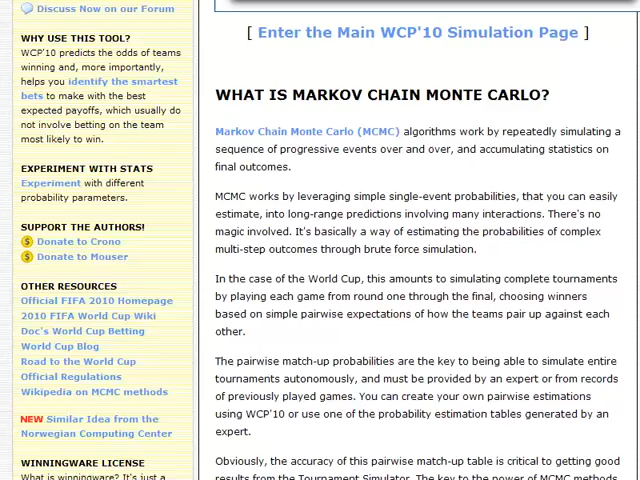 Discuss Now on our Forum
WHY USE THIS TOOL?
WCP'10 predicts the odds of teams
winning and, more importantly,
helps you identify the smartest
bets to make with the best
expected payoffs, which usually do
not involve betting on the team
most likely to win.
EXPERIMENT WITH STATS
Experiment with different
probability parameters.
SUPPORT THE AUTHORS!
Donate to Crono
Donate to Mouser
OTHER RESOURCES
Official FIFA 2010 Homepage
2010 FIFA World Cup Wiki
Doc's World Cup Betting
World Cup Blog
Road to the World Cup
Official Regulations
Wikipedia on MCMC methods
NEW Similar Idea from the
Norwegian Computing Center
WINNINGWARE LICENSE
What is winningware? It's just a
[ Enter the Main WCP'10 Simulation Page ]
WHAT IS MARKOV CHAIN MONTE CARLO?
Markov Chain Monte Carlo (MCMC) algorithms work by repeatedly simulating a
sequence of progressive events over and over, and accumulating statistics on
final outcomes.
MCMC works by leveraging simple single-event probabilities, that you can easily
estimate, into long-range predictions involving many interactions. There's no
magic involved. It's basically a way of estimating the probabilities of complex
multi-step outcomes through brute force simulation.
In the case of the World Cup, this amounts to simulating complete tournaments
by playing each game from round one through the final, choosing winners
based on simple pairwise expectations of how the teams pair up against each
other.
The pairwise match-up probabilities are the key to being able to simulate entire
tournaments autonomously, and must be provided by an expert or from records
of previously played games. You can create your own pairwise estimations
using WCP'10 or use one of the probability estimation tables generated by an
expert.
Obviously, the accuracy of this pairwise match-up table is critical to getting good
results from the Tournament Simulator. The key to the power of MCMC methods